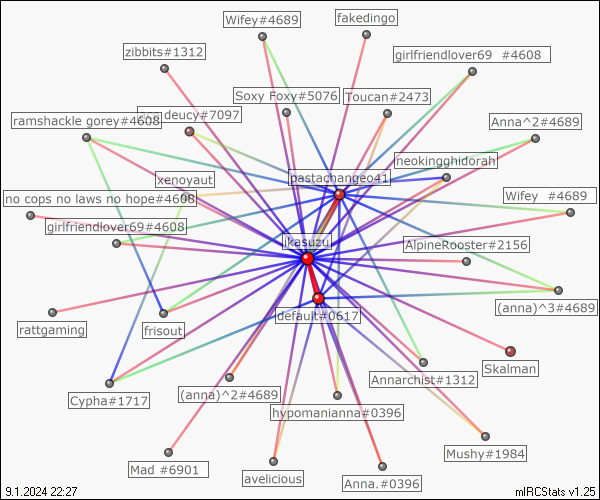 Wifey#4689
fakedingo
zibbits#1312
girlfriendlover69 #4608
Soxy Foxy#5076
Toucan#2473
ramshackle gorey#4608
deucy#7097
Anna^2#4689
neokingghidorah
xenoyaut
pastachangeo41
no cops no laws no hope#4608
Wifey #4689
girlfriendlover69#4608
ikasuzu
AlpineRooster#2156
(anna)^3#4689
default#0617
rattgaming
frisout
Skalman
Annarchist#1312
Cypha#1717
(anna)^2#4689
hypomanianna#0396
Mushy#1984
Mad #6901
avelicious
Anna.#0396
9.1.2024 22:27
mIRCStats v1.25